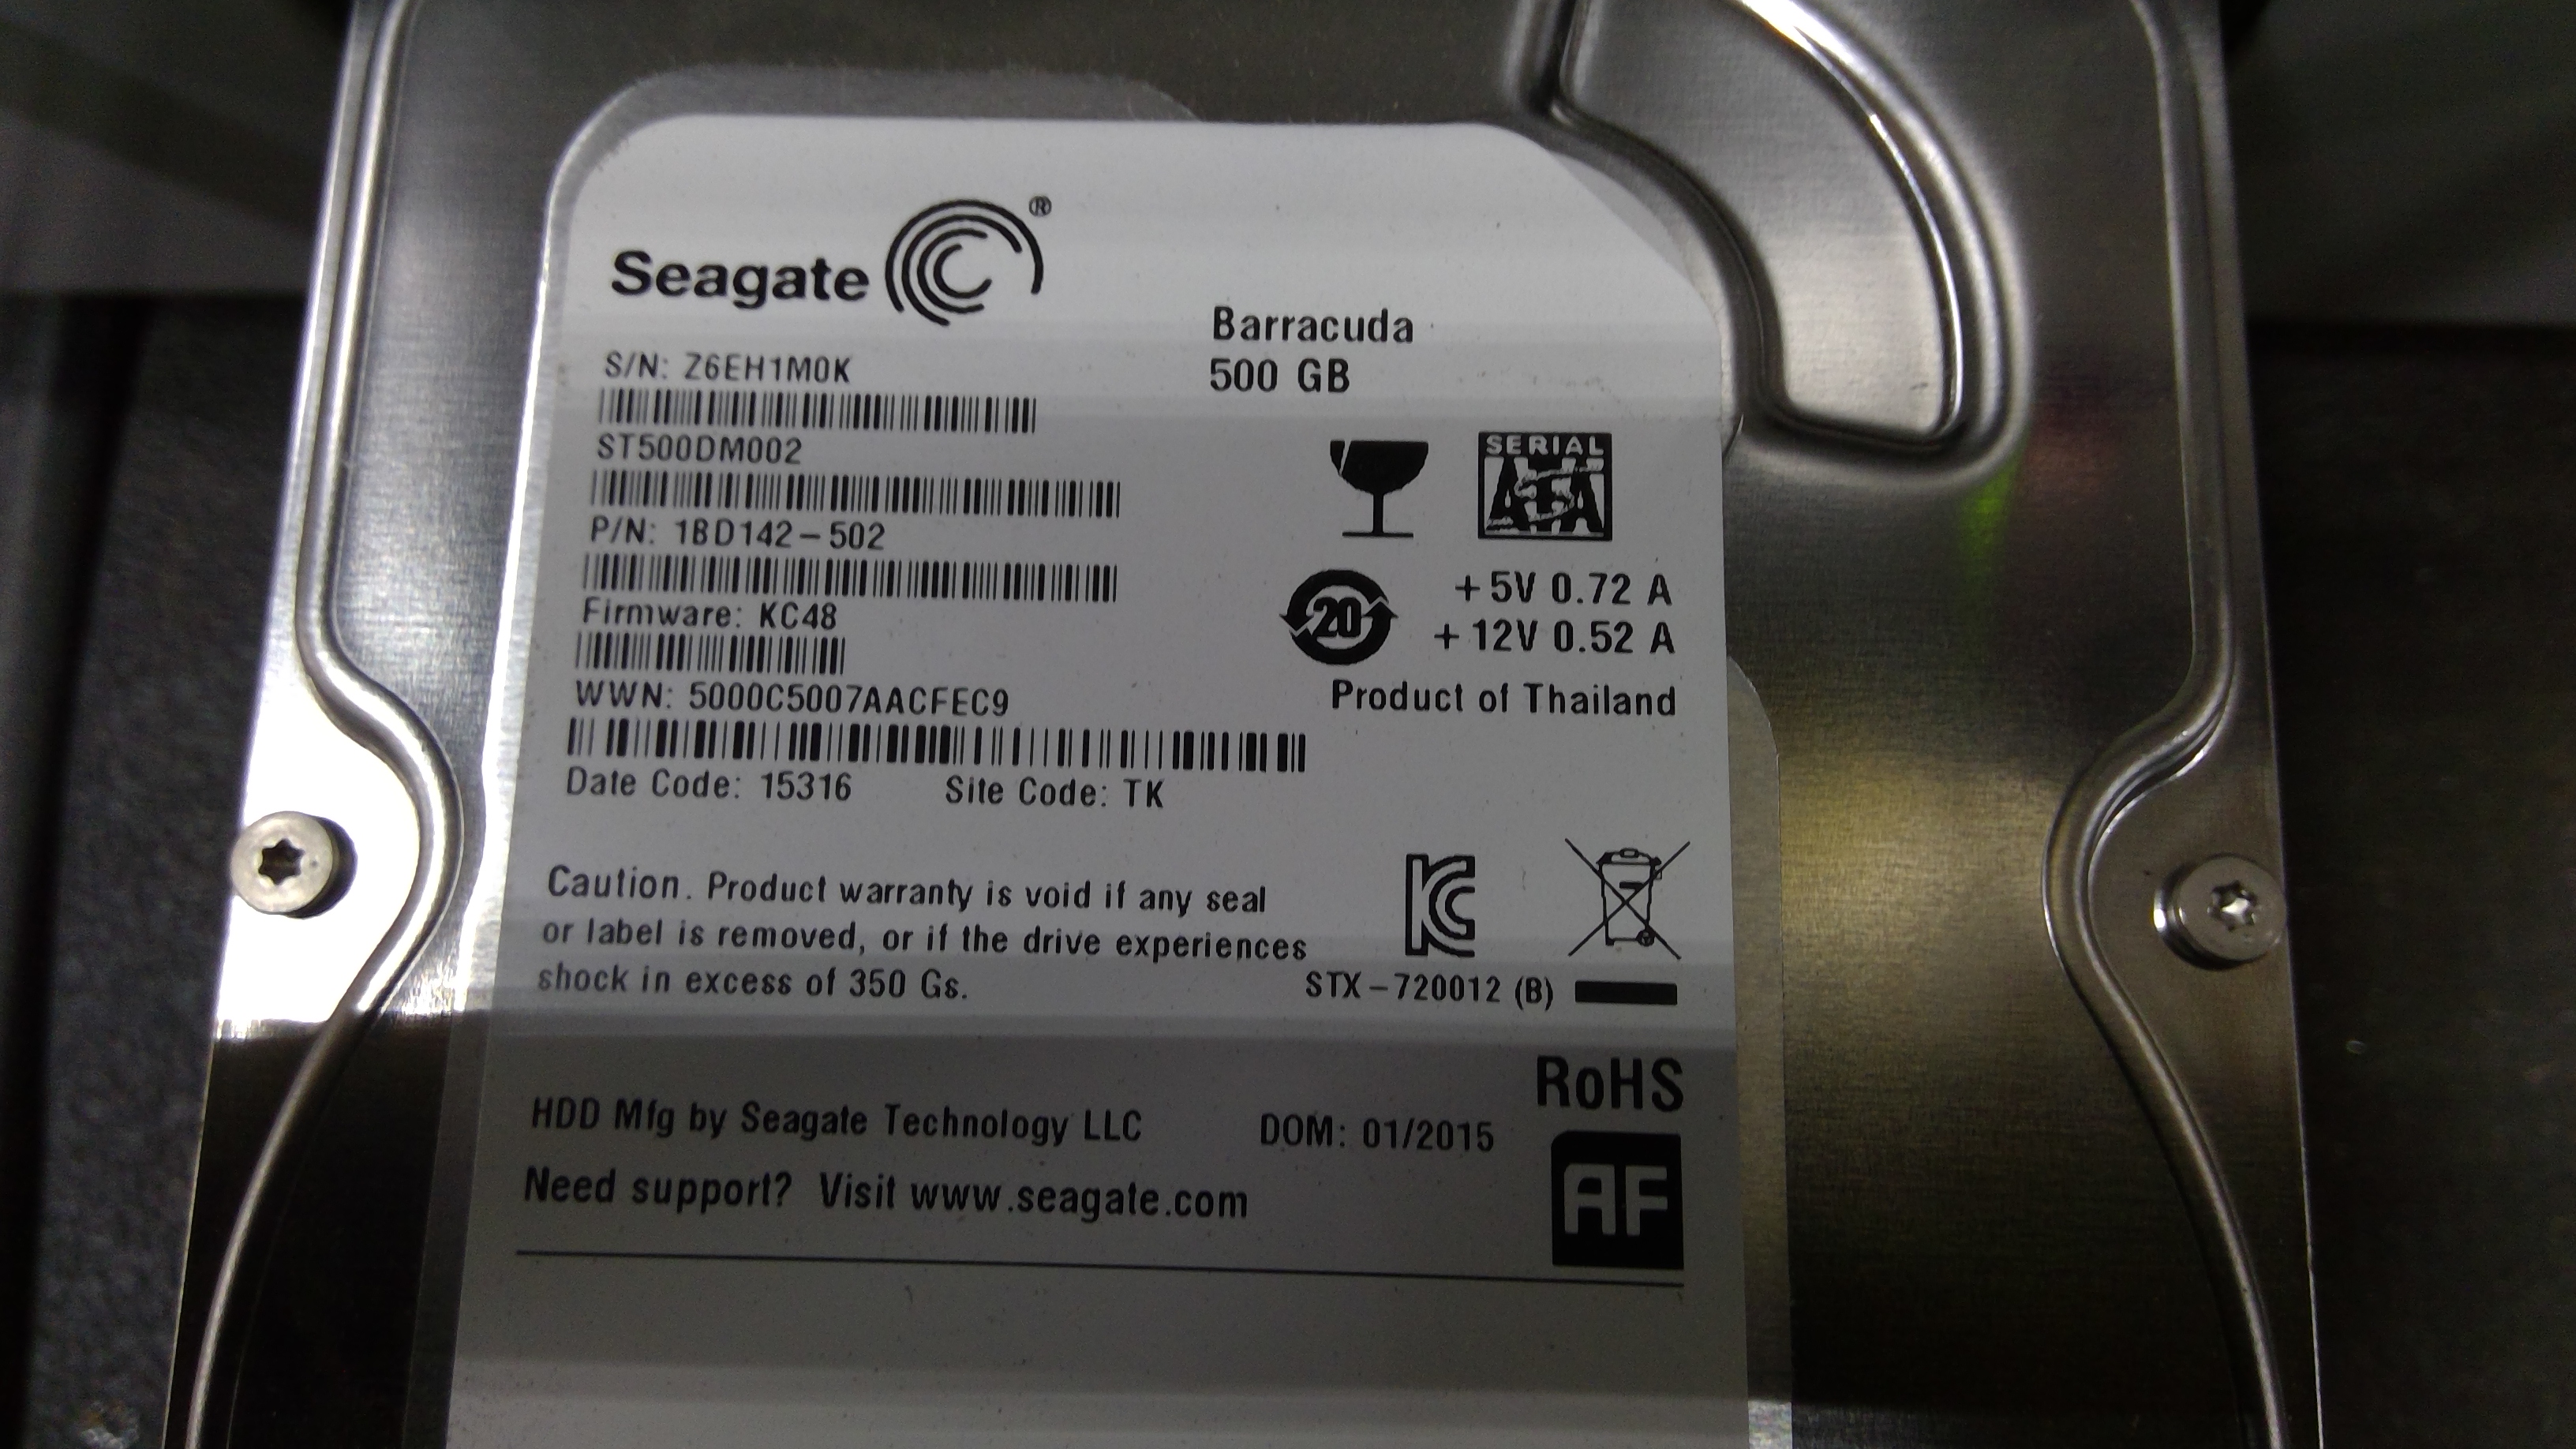 Seagate ®
Barracuda
500 GB
S/N: Z6EH1M0K
ST500DM002
P/N: 1BD142-502
Firmware: KC48
WWN: 5000C5007AACFEC9
Date Code: 15316 Site Code: TK
SERIAL
ATA
20
+5V 0.72 A
+12V 0.52 A
Product of Thailand
Caution. Product warranty is void if any seal
or label is removed, or if the drive experiences
shock in excess of 350 Gs.
KC
STX-720012 (B)
RoHS
HDD Mfg by Seagate Technology LLC DOM: 01/2015
AF
Need support? Visit www.seagate.com